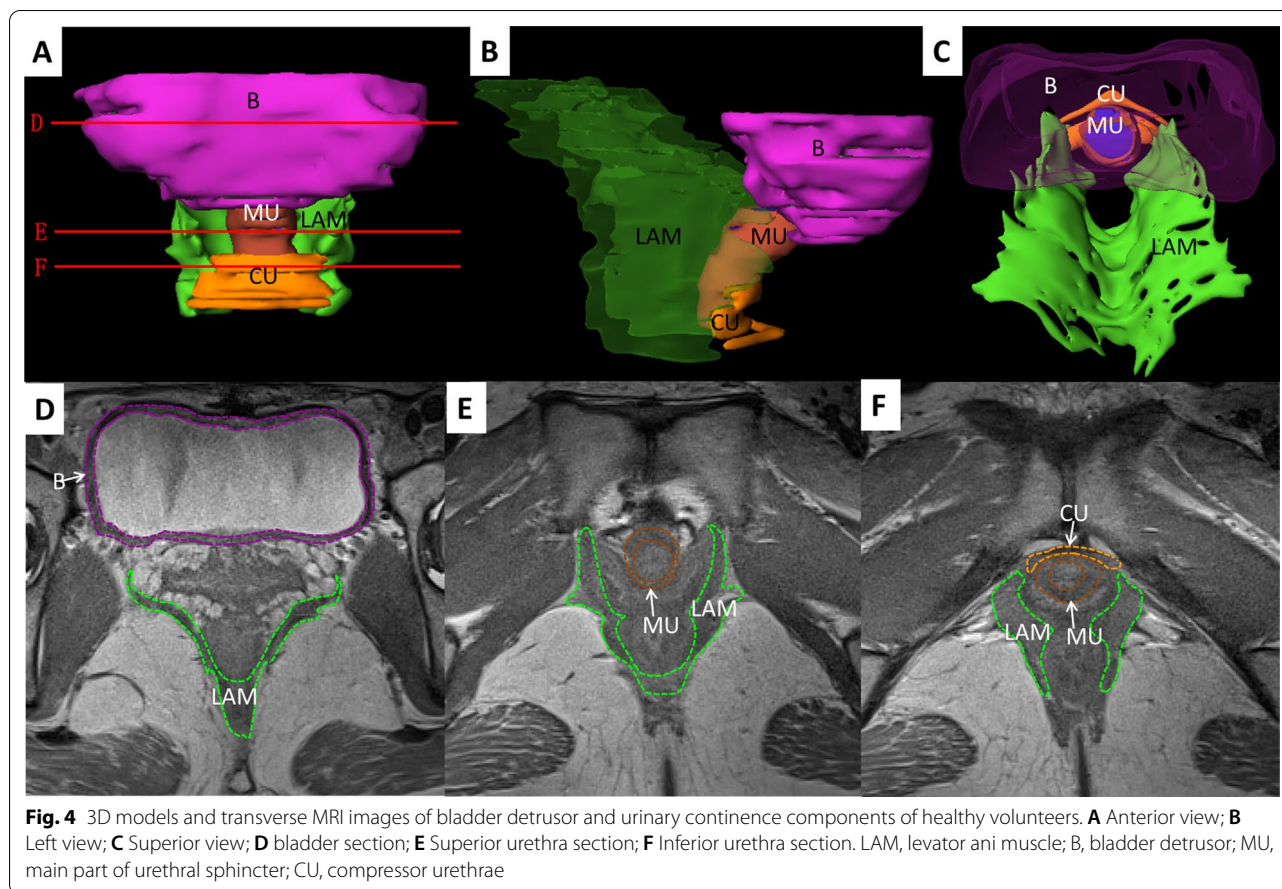 A
B
C
B
D
MU
LAM
E
F
CU
B
LAM
MU
CU
B
CU
MU
LAM
D
E
F
B
LAM
MU
LAM
CU
LAM
MU
Fig. 4 3D models and transverse MRI images of bladder detrusor and urinary continence components of healthy volunteers. A Anterior view; B
Left view; C Superior view; D bladder section; E Superior urethra section; F Inferior urethra section. LAM, levator ani muscle; B, bladder detrusor; MU,
main part of urethral sphincter; CU, compressor urethrae